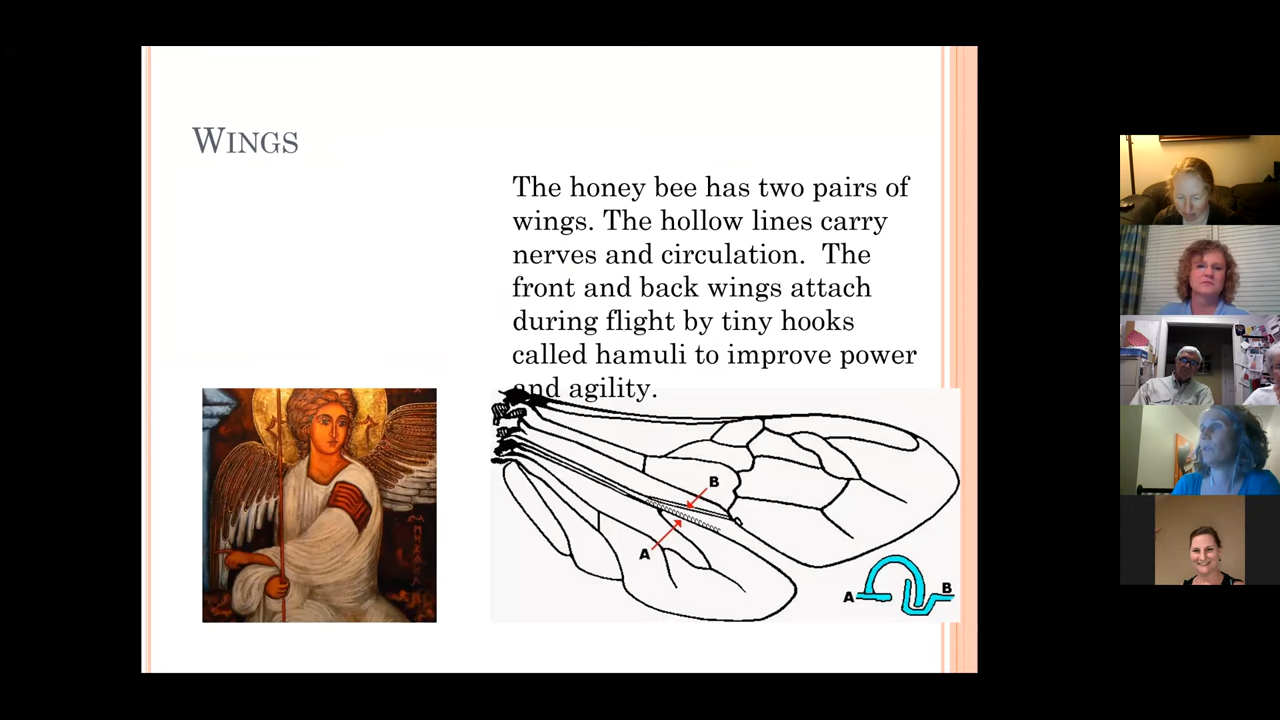 WINGS
The honey bee has two pairs of
wings. The hollow lines carry
nerves and circulation.  The
front and back wings attach
during flight by tiny hooks
called hamuli to improve power
and agility.
B
A
A
B